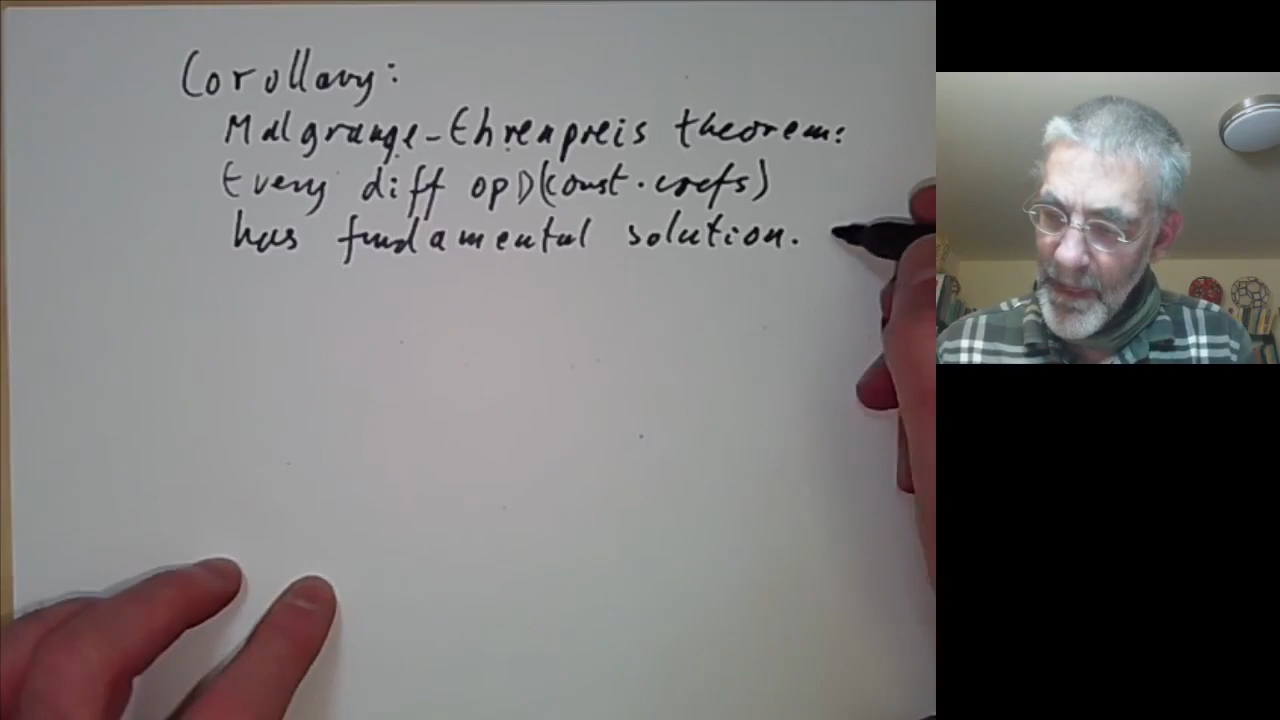 Corollary:
Malgrange-Ehrenpreis theorem:
Every diff op D (const. coefs)
has fundamental solution.